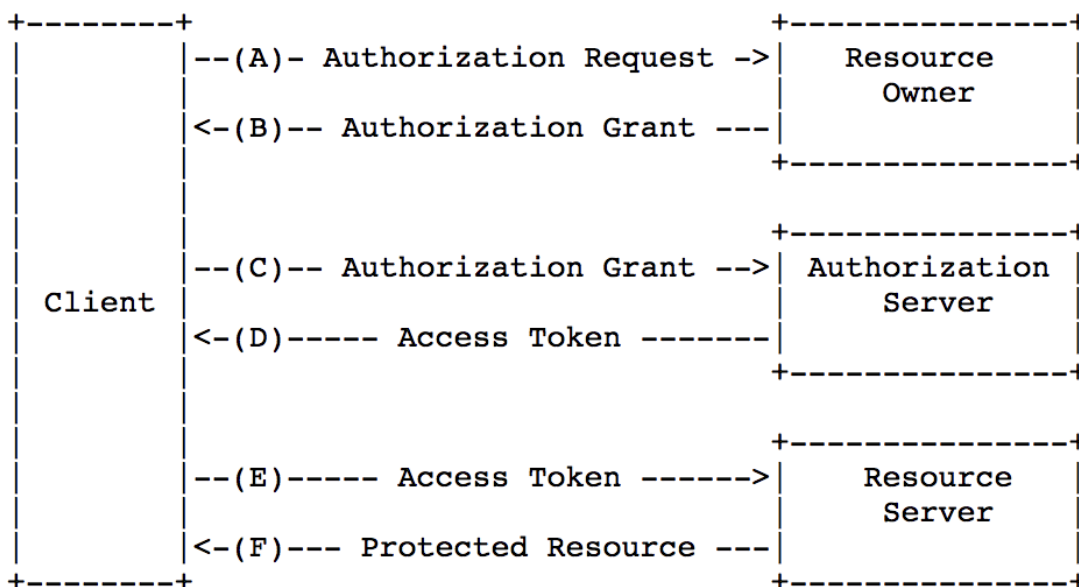 +--------+                               +---------------+
|        |--(A)- Authorization Request ->|   Resource    |
|        |                               |     Owner     |
|        |<-(B)-- Authorization Grant ---|               |
|        |                               +---------------+
|        |
|        |                               +---------------+
|        |--(C)-- Authorization Grant -->| Authorization |
| Client |                               |     Server    |
|        |<-(D)----- Access Token -------|               |
|        |                               +---------------+
|        |
|        |                               +---------------+
|        |--(E)----- Access Token ------>|    Resource   |
|        |                               |     Server    |
|        |<-(F)--- Protected Resource ---|               |
+--------+                               +---------------+